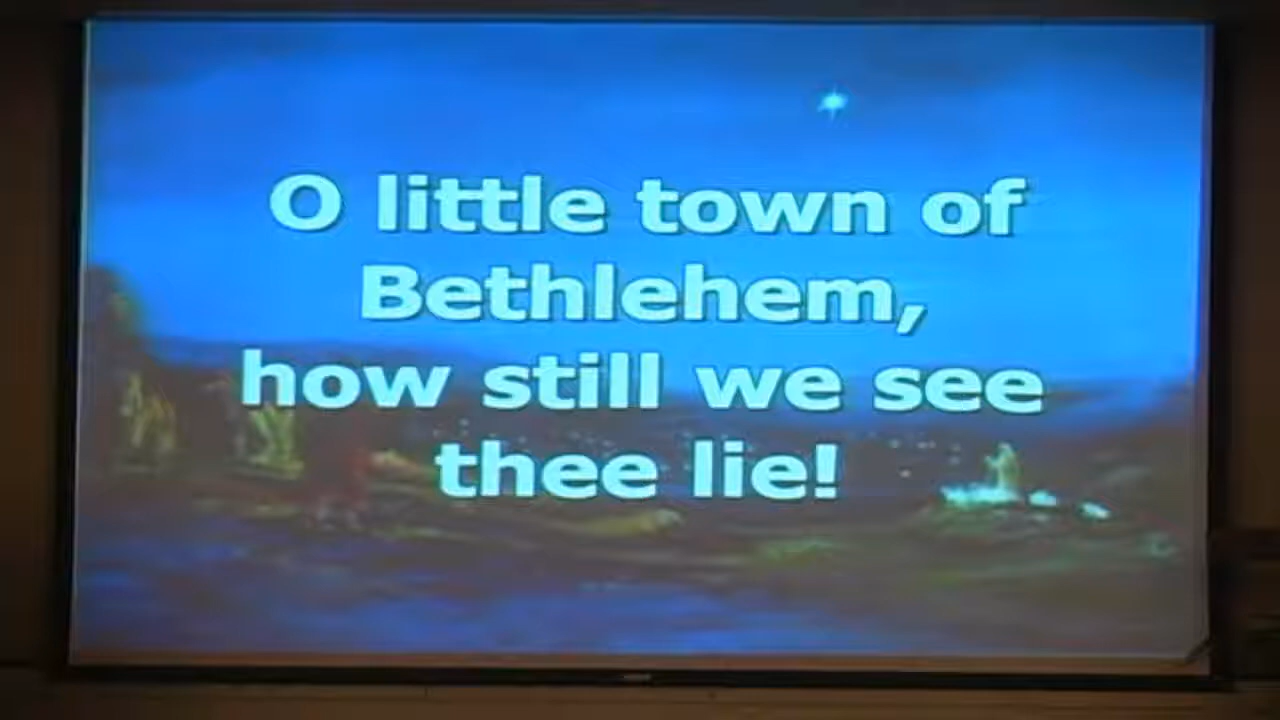 O little town of
Bethlehem,
how still we see
thee lie!